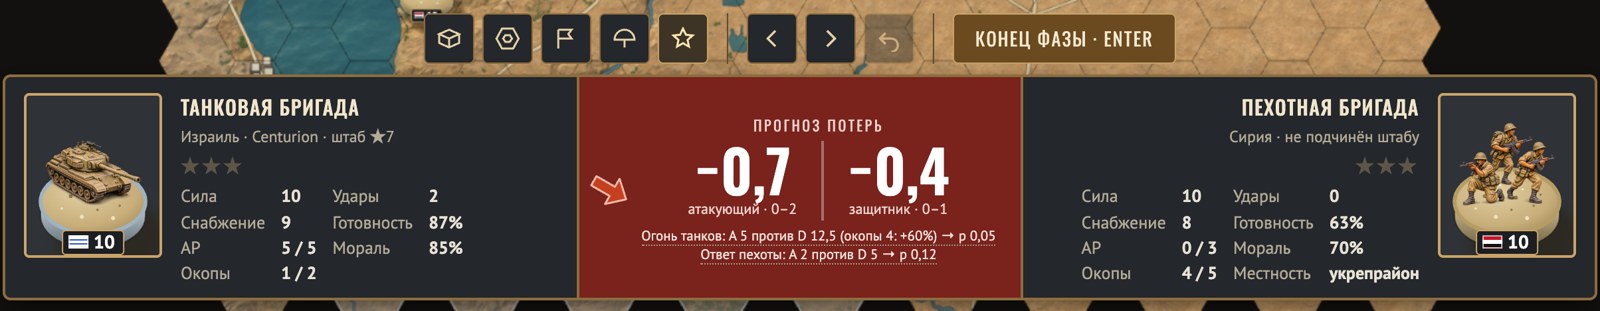 КОНЕЦ ФАЗЫ · ENTER
ТАНКОВАЯ БРИГАДА
Израиль · Centurion · штаб ★7
★★★
Сила 10 Удары 2
Снабжение 9 Готовность 87%
АР 5 / 5 Мораль 85%
Окопы 1 / 2
10
ПРОГНОЗ ПОТЕРЬ
−0,7 −0,4
атакующий · 0–2 защитник · 0–1
Огонь танков: А 5 против D 12,5 (окопы 4: +60%) → p 0,05
Ответ пехоты: А 2 против D 5 → p 0,12
ПЕХОТНАЯ БРИГАДА
Сирия · не подчинён штабу
★★★
Сила 10 Удары 0
Снабжение 8 Готовность 63%
АР 0 / 3 Мораль 70%
Окопы 4 / 5 Местность укрепрайон
10